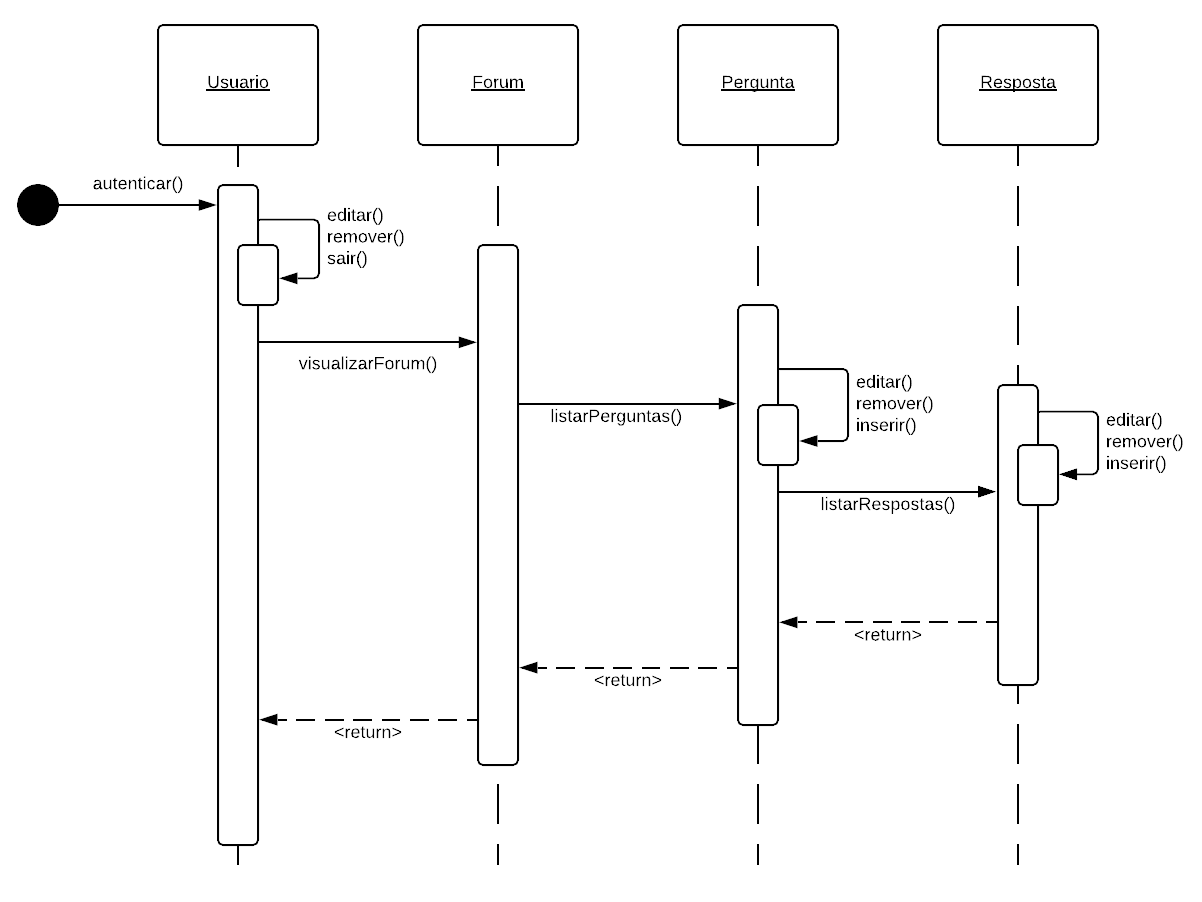 Usuario
Forum
Pergunta
Resposta
autenticar()
editar()
remover()
sair()
visualizarForum()
listarPerguntas()
editar()
remover()
inserir()
listarRespostas()
editar()
remover()
inserir()
<return>
<return>
<return>